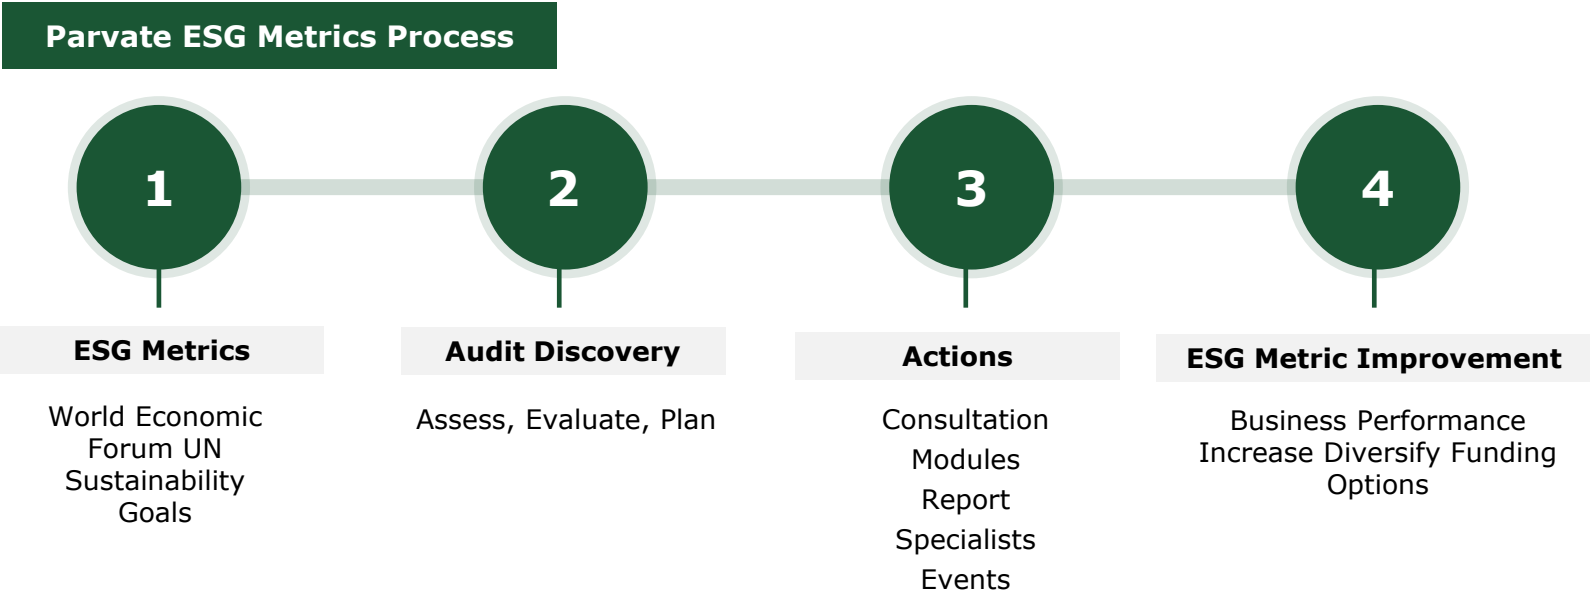 Parvate ESG Metrics Process
1
2
3
4
ESG Metrics
World Economic
Forum UN
Sustainability
Goals
Audit Discovery
Assess, Evaluate, Plan
Actions
Consultation
Modules
Report
Specialists
Events
ESG Metric Improvement
Business Performance
Increase Diversify Funding
Options